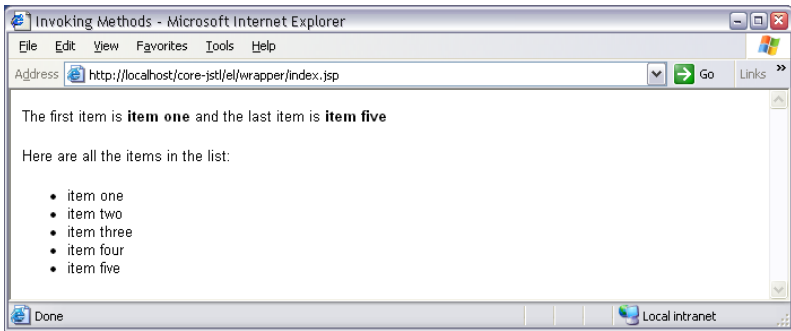 Invoking Methods - Microsoft Internet Explorer
File Edit View Favorites Tools Help
Address http://localhost/core-jstl/el/wrapper/index.jsp Go Links »
The first item is item one and the last item is item five
Here are all the items in the list:
• item one
• item two
• item three
• item four
• item five
Done Local intranet